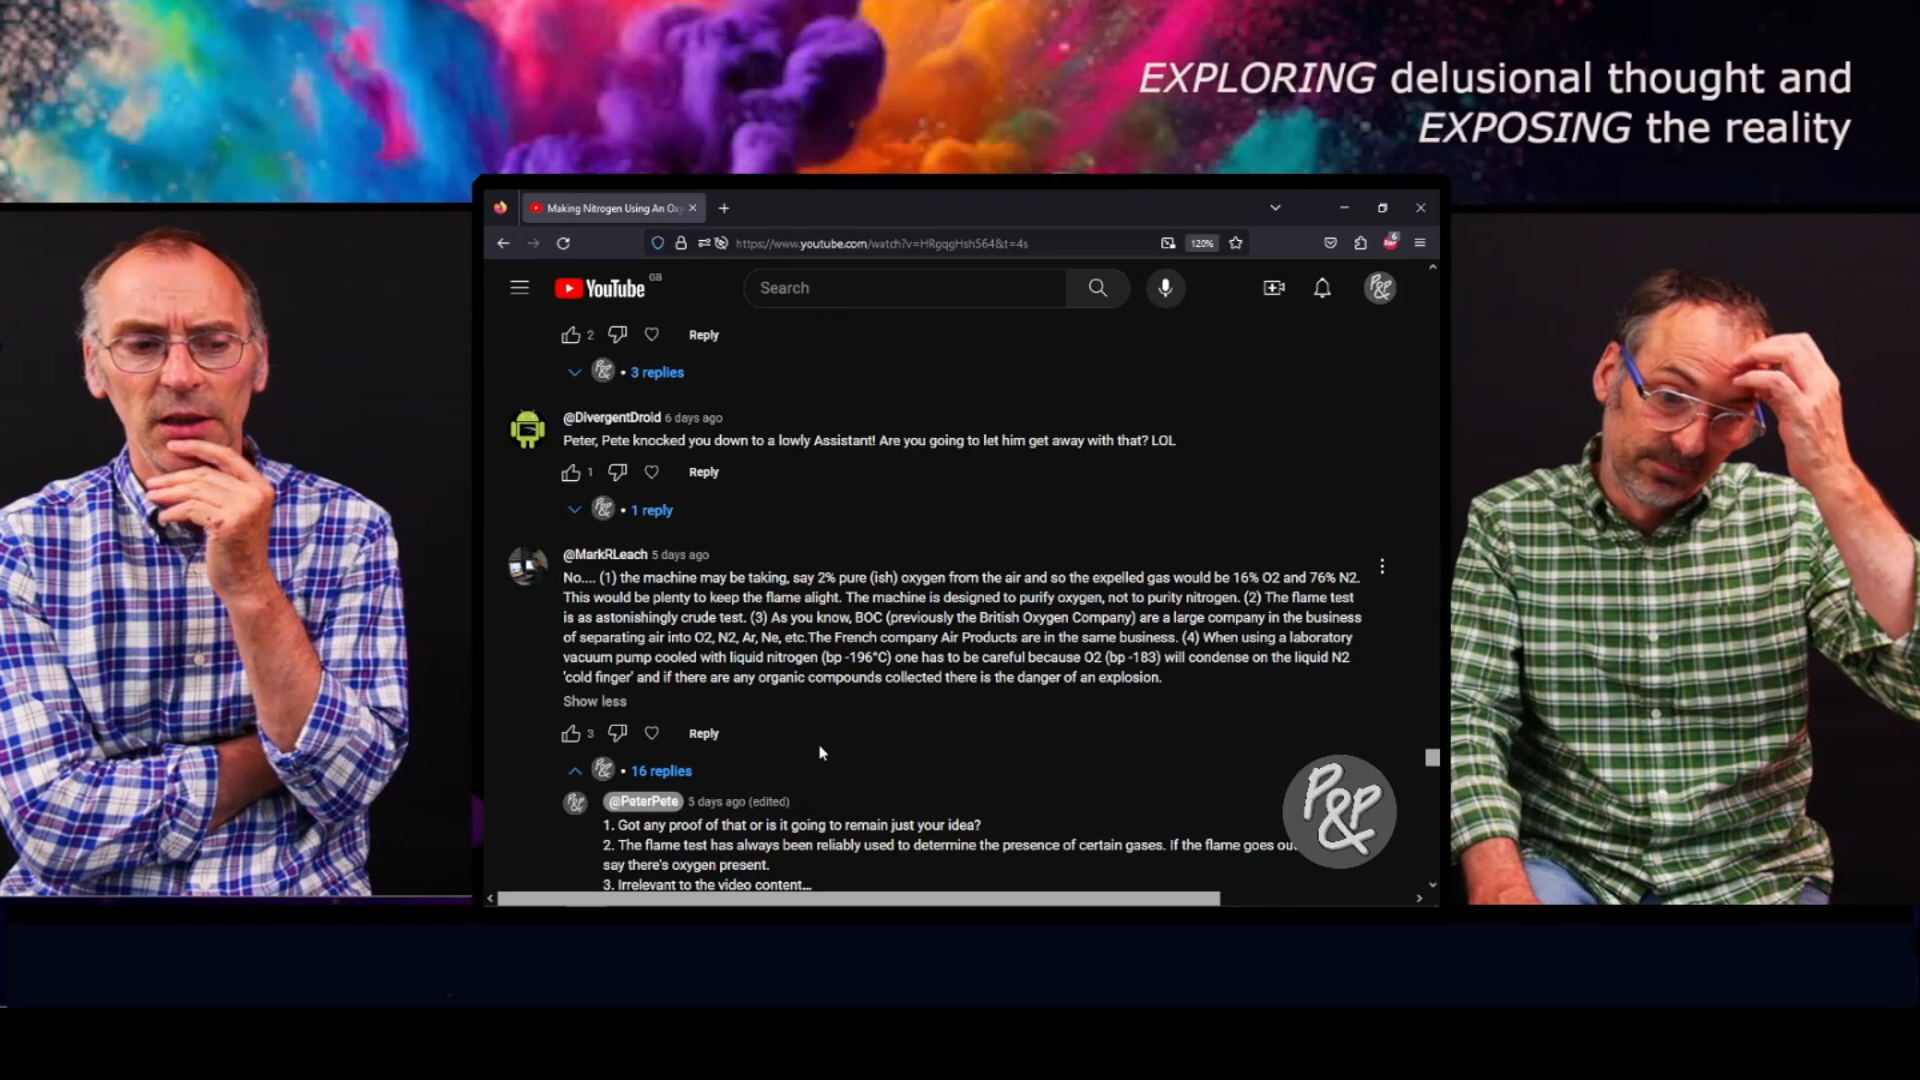 EXPLORING delusional thought and
EXPOSING the reality
Making Nitrogen Using An Oxy
https://www.youtube.com/watch?v=HRgqgHsh564&t=4s
120%
6
YouTube
GB
Search
P&P
2
Reply
P&P
• 3 replies
@DivergentDroid 6 days ago
Peter, Pete knocked you down to a lowly Assistant! Are you going to let him get away with that? LOL
1
Reply
P&P
• 1 reply
@MarkRLeach 5 days ago
No.... (1) the machine may be taking, say 2% pure (ish) oxygen from the air and so the expelled gas would be 16% O2 and 76% N2.
This would be plenty to keep the flame alight. The machine is designed to purify oxygen, not to purity nitrogen. (2) The flame test
is as astonishingly crude test. (3) As you know, BOC (previously the British Oxygen Company) are a large company in the business
of separating air into O2, N2, Ar, Ne, etc.The French company Air Products are in the same business. (4) When using a laboratory
vacuum pump cooled with liquid nitrogen (bp -196°C) one has to be careful because O2 (bp -183) will condense on the liquid N2
'cold finger' and if there are any organic compounds collected there is the danger of an explosion.
Show less
3
Reply
P&P
• 16 replies
P&P
@PeterPete 5 days ago (edited)
1. Got any proof of that or is it going to remain just your idea?
2. The flame test has always been reliably used to determine the presence of certain gases. If the flame goes ou
say there's oxygen present.
3. Irrelevant to the video content...
P&P